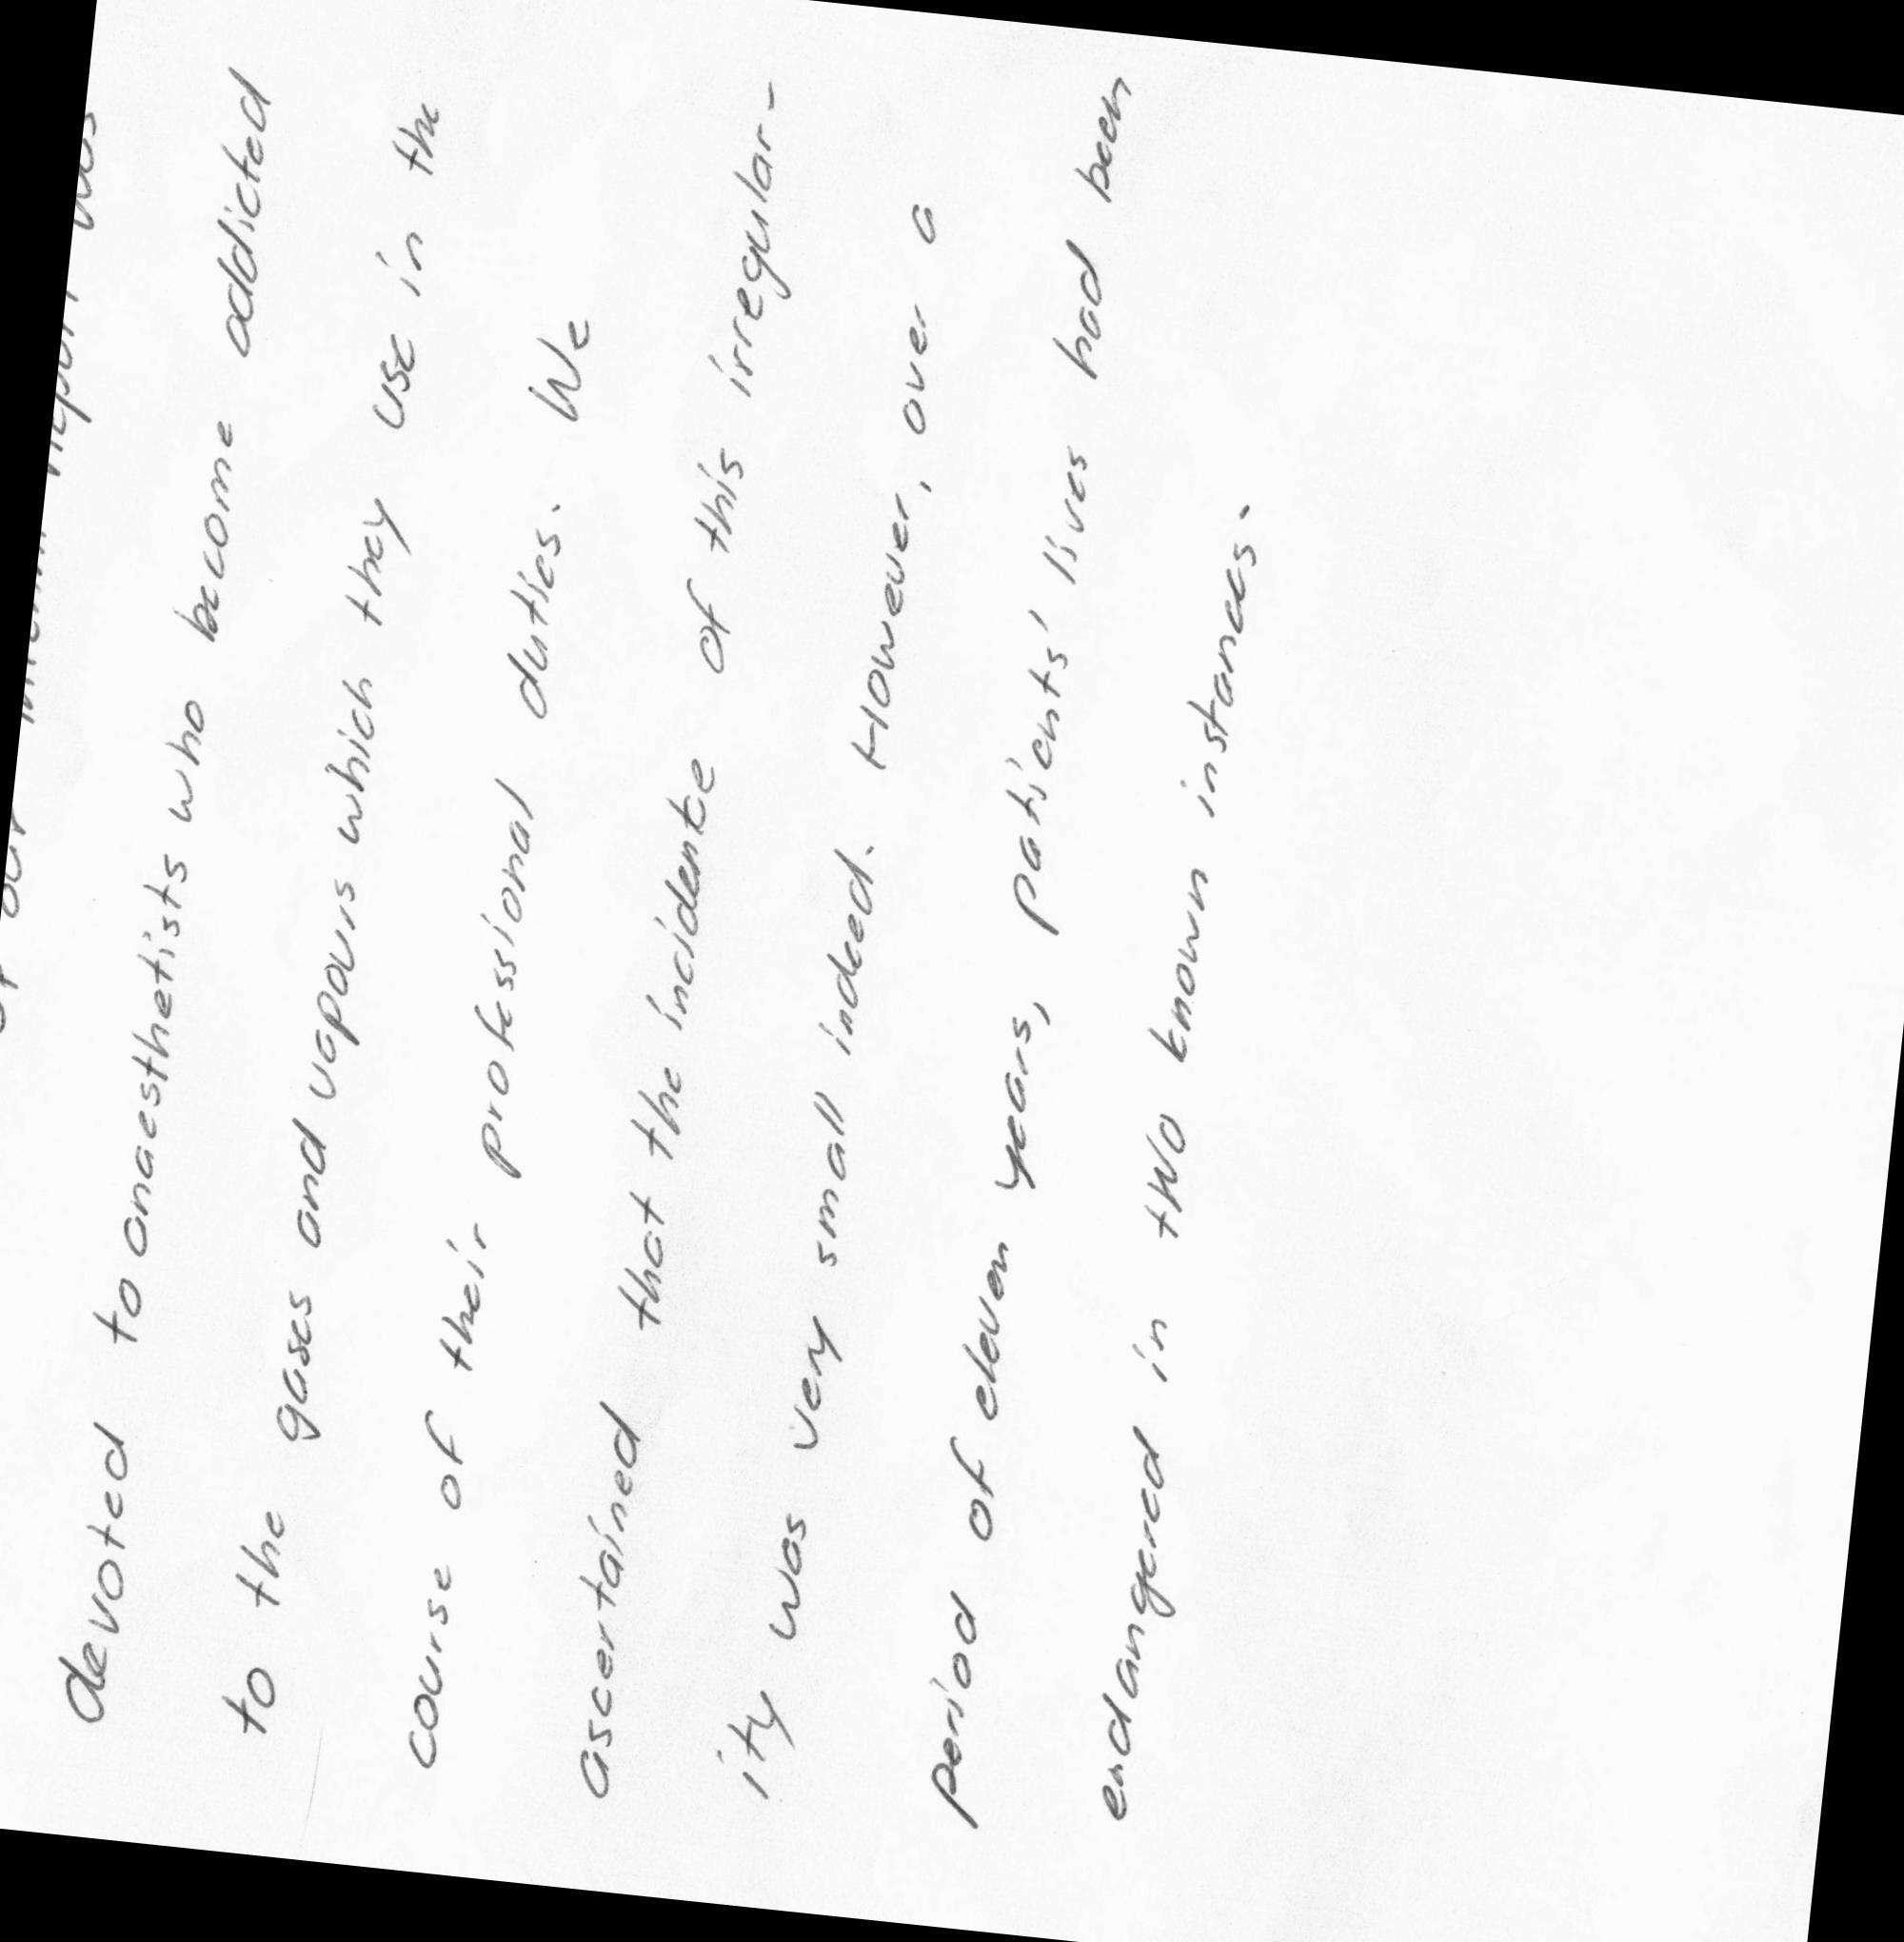 of our interim report was
devoted to anaesthetists who become addicted
to the gases and vapours which they use in the
course of their professional duties. We
ascertained that the incidence of this irregular-
ity was very small indeed. However, over a
period of eleven years, patients' lives had been
endangered in two known instances.